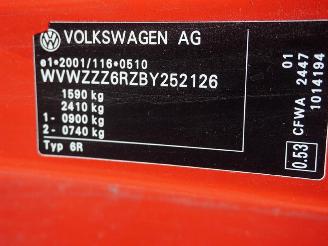 VOLKSWAGEN AG
e1*2001/116*0510
WVWZZZ6RZBY252126
1590 kg
2410 kg
1- 0900 kg
2- 0740 kg
Typ 6R
01
CFWA 2447
0.53 1014194